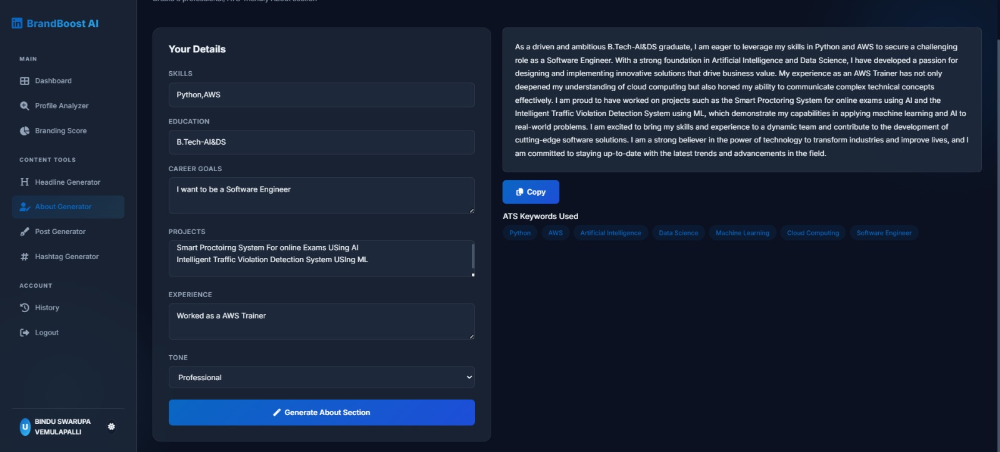 Create a professional, ATS-friendly About section
BrandBoost AI
MAIN
Dashboard
Profile Analyzer
Branding Score
CONTENT TOOLS
Headline Generator
About Generator
Post Generator
Hashtag Generator
ACCOUNT
History
Logout
U
BINDU SWARUPA
VEMULAPALLI
Your Details
SKILLS
Python,AWS
EDUCATION
B.Tech-AI&DS
CAREER GOALS
I want to be a Software Engineer
PROJECTS
Smart Proctoirng System For online Exams USing AI
Intelligent Traffic Violation Detection System USIng ML
EXPERIENCE
Worked as a AWS Trainer
TONE
Professional
Generate About Section
As a driven and ambitious B.Tech-AI&DS graduate, I am eager to leverage my skills in Python and AWS to secure a challenging
role as a Software Engineer. With a strong foundation in Artificial Intelligence and Data Science, I have developed a passion for
designing and implementing innovative solutions that drive business value. My experience as an AWS Trainer has not only
deepened my understanding of cloud computing but also honed my ability to communicate complex technical concepts
effectively. I am proud to have worked on projects such as the Smart Proctoring System for online exams using AI and the
Intelligent Traffic Violation Detection System using ML, which demonstrate my capabilities in applying machine learning and AI to
real-world problems. I am excited to bring my skills and experience to a dynamic team and contribute to the development of
cutting-edge software solutions. I am a strong believer in the power of technology to transform industries and improve lives, and I
am committed to staying up-to-date with the latest trends and advancements in the field.
Copy
ATS Keywords Used
Python AWS Artificial Intelligence Data Science Machine Learning Cloud Computing Software Engineer